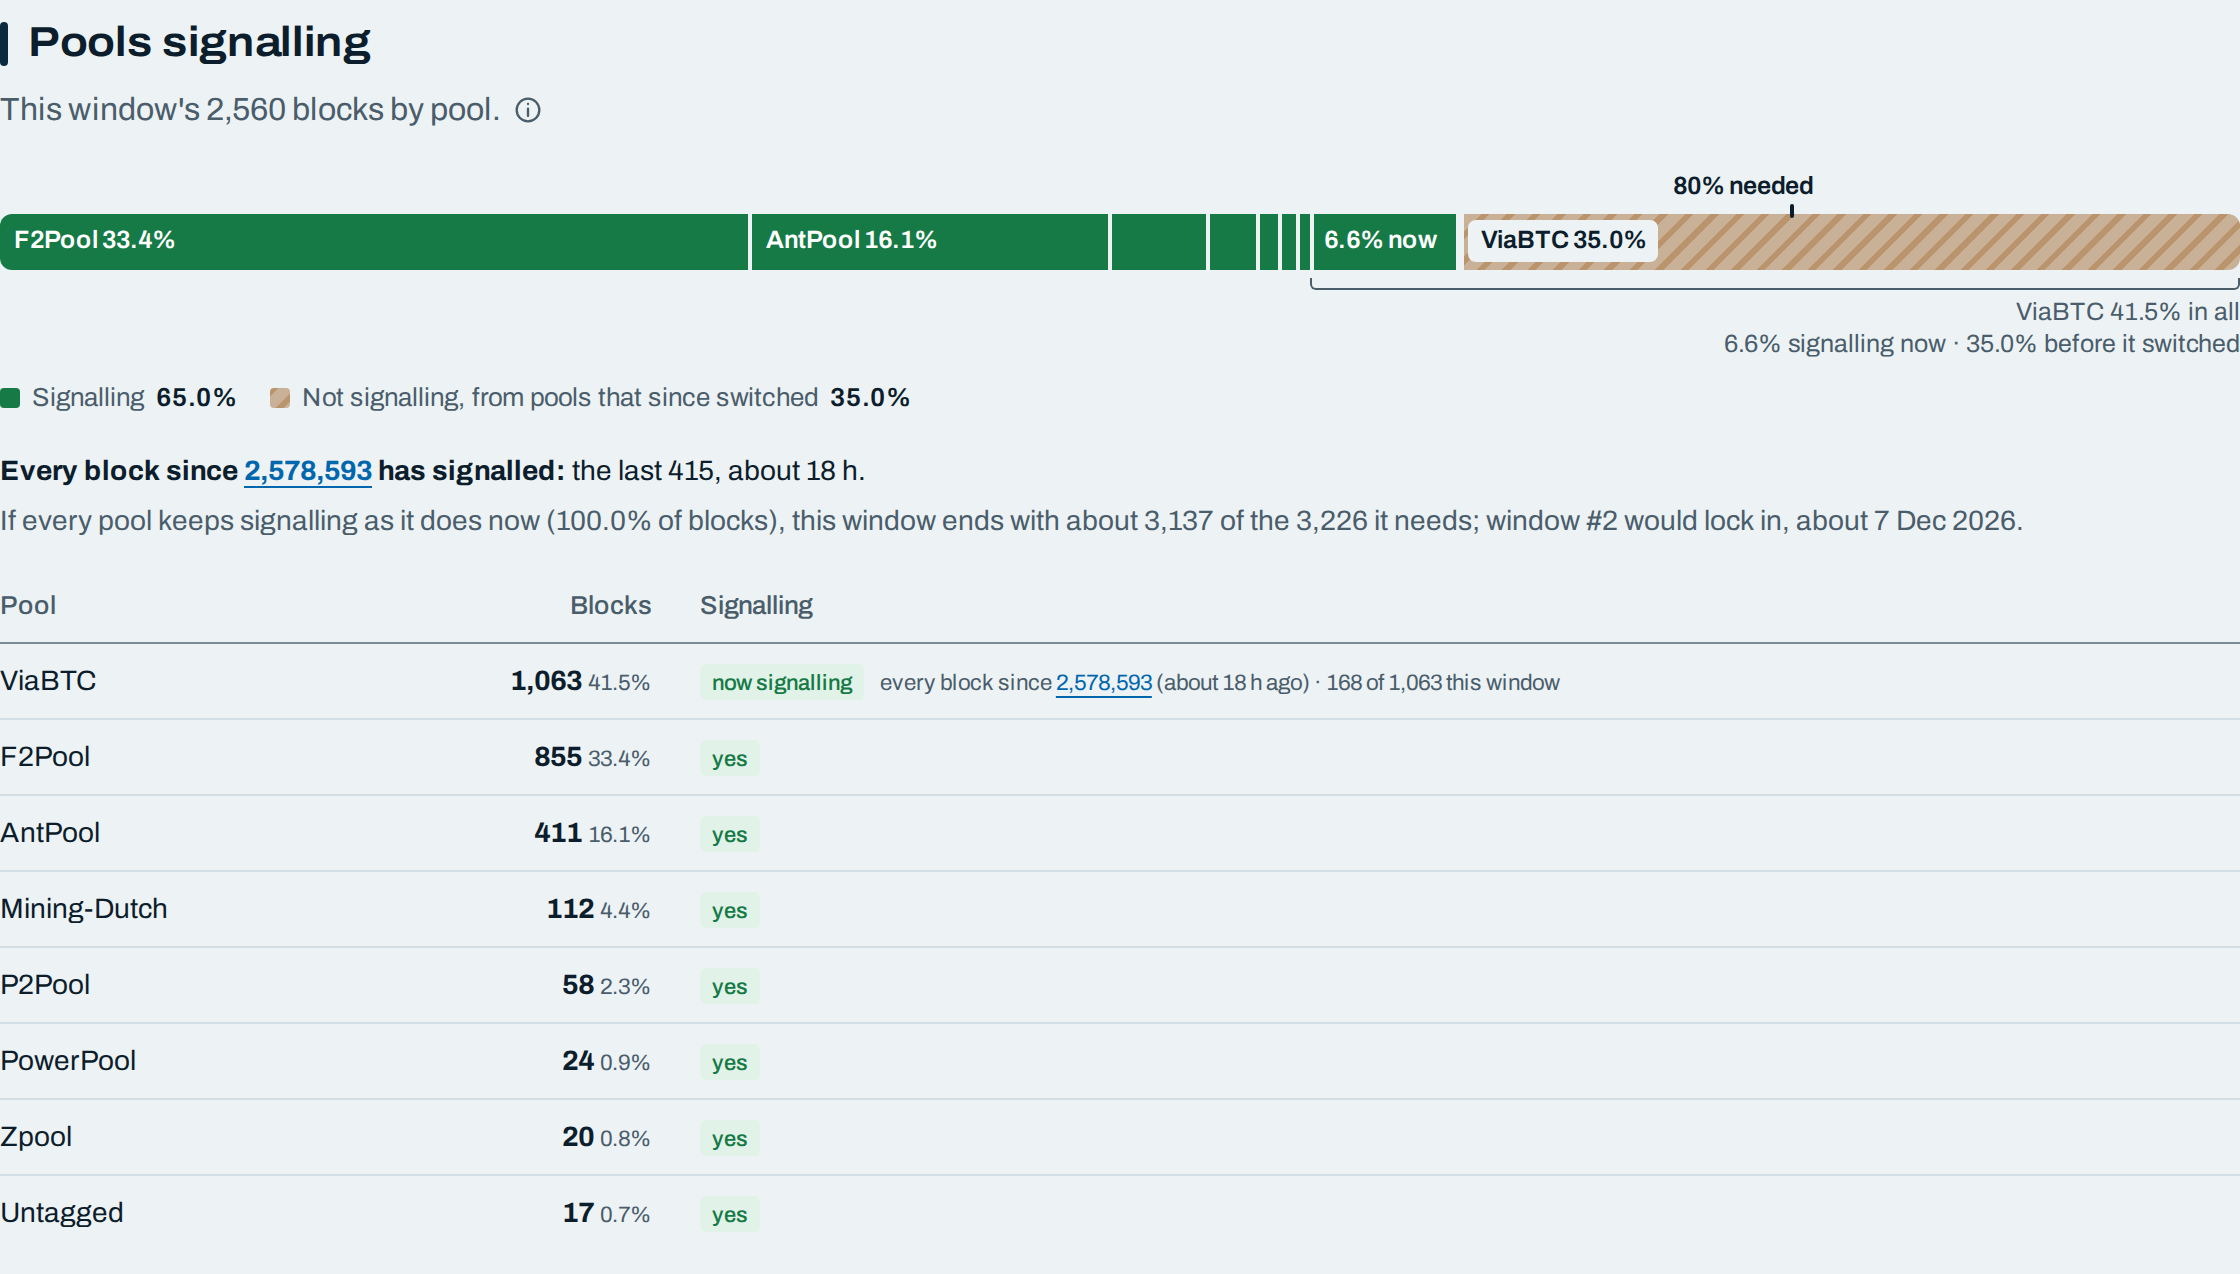 Pools signalling
This window's 2,560 blocks by pool.
80% needed
F2Pool 33.4% AntPool 16.1% 6.6% now ViaBTC 35.0%
ViaBTC 41.5% in all
6.6% signalling now · 35.0% before it switched
Signalling 65.0% Not signalling, from pools that since switched 35.0%
Every block since 2,578,593 has signalled: the last 415, about 18 h.
If every pool keeps signalling as it does now (100.0% of blocks), this window ends with about 3,137 of the 3,226 it needs; window #2 would lock in, about 7 Dec 2026.
Pool Blocks Signalling
ViaBTC 1,063 41.5% now signalling every block since 2,578,593 (about 18 h ago) · 168 of 1,063 this window
F2Pool 855 33.4% yes
AntPool 411 16.1% yes
Mining-Dutch 112 4.4% yes
P2Pool 58 2.3% yes
PowerPool 24 0.9% yes
Zpool 20 0.8% yes
Untagged 17 0.7% yes